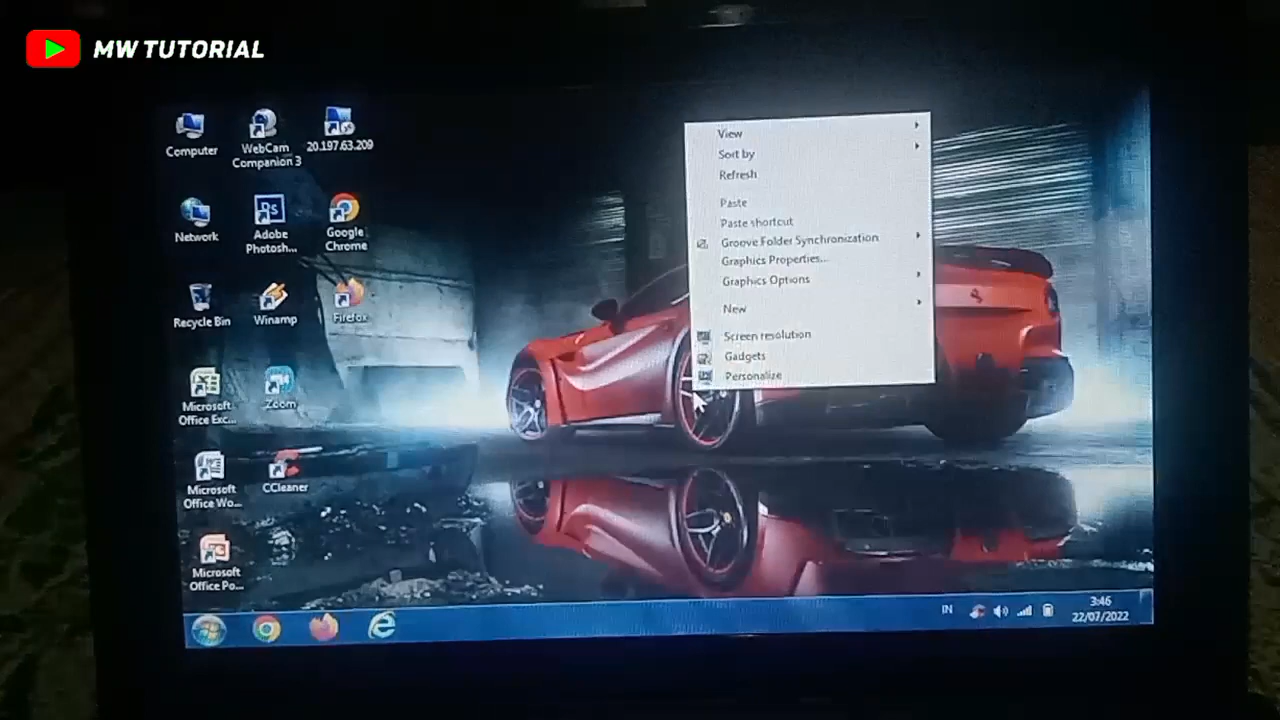 MW TUTORIAL
Computer
WebCam
Companion 3
20.197.63.209
Network
Adobe
Photosh...
Google
Chrome
Recycle Bin
Winamp
Firefox
Microsoft
Office Exc...
Zoom
Microsoft
Office Wo...
CCleaner
Microsoft
Office Po...
View
Sort by
Refresh
Paste
Paste shortcut
Groove Folder Synchronization
Graphics Properties...
Graphics Options
New
Screen resolution
Gadgets
Personalize
IN
3:46
22/07/2022